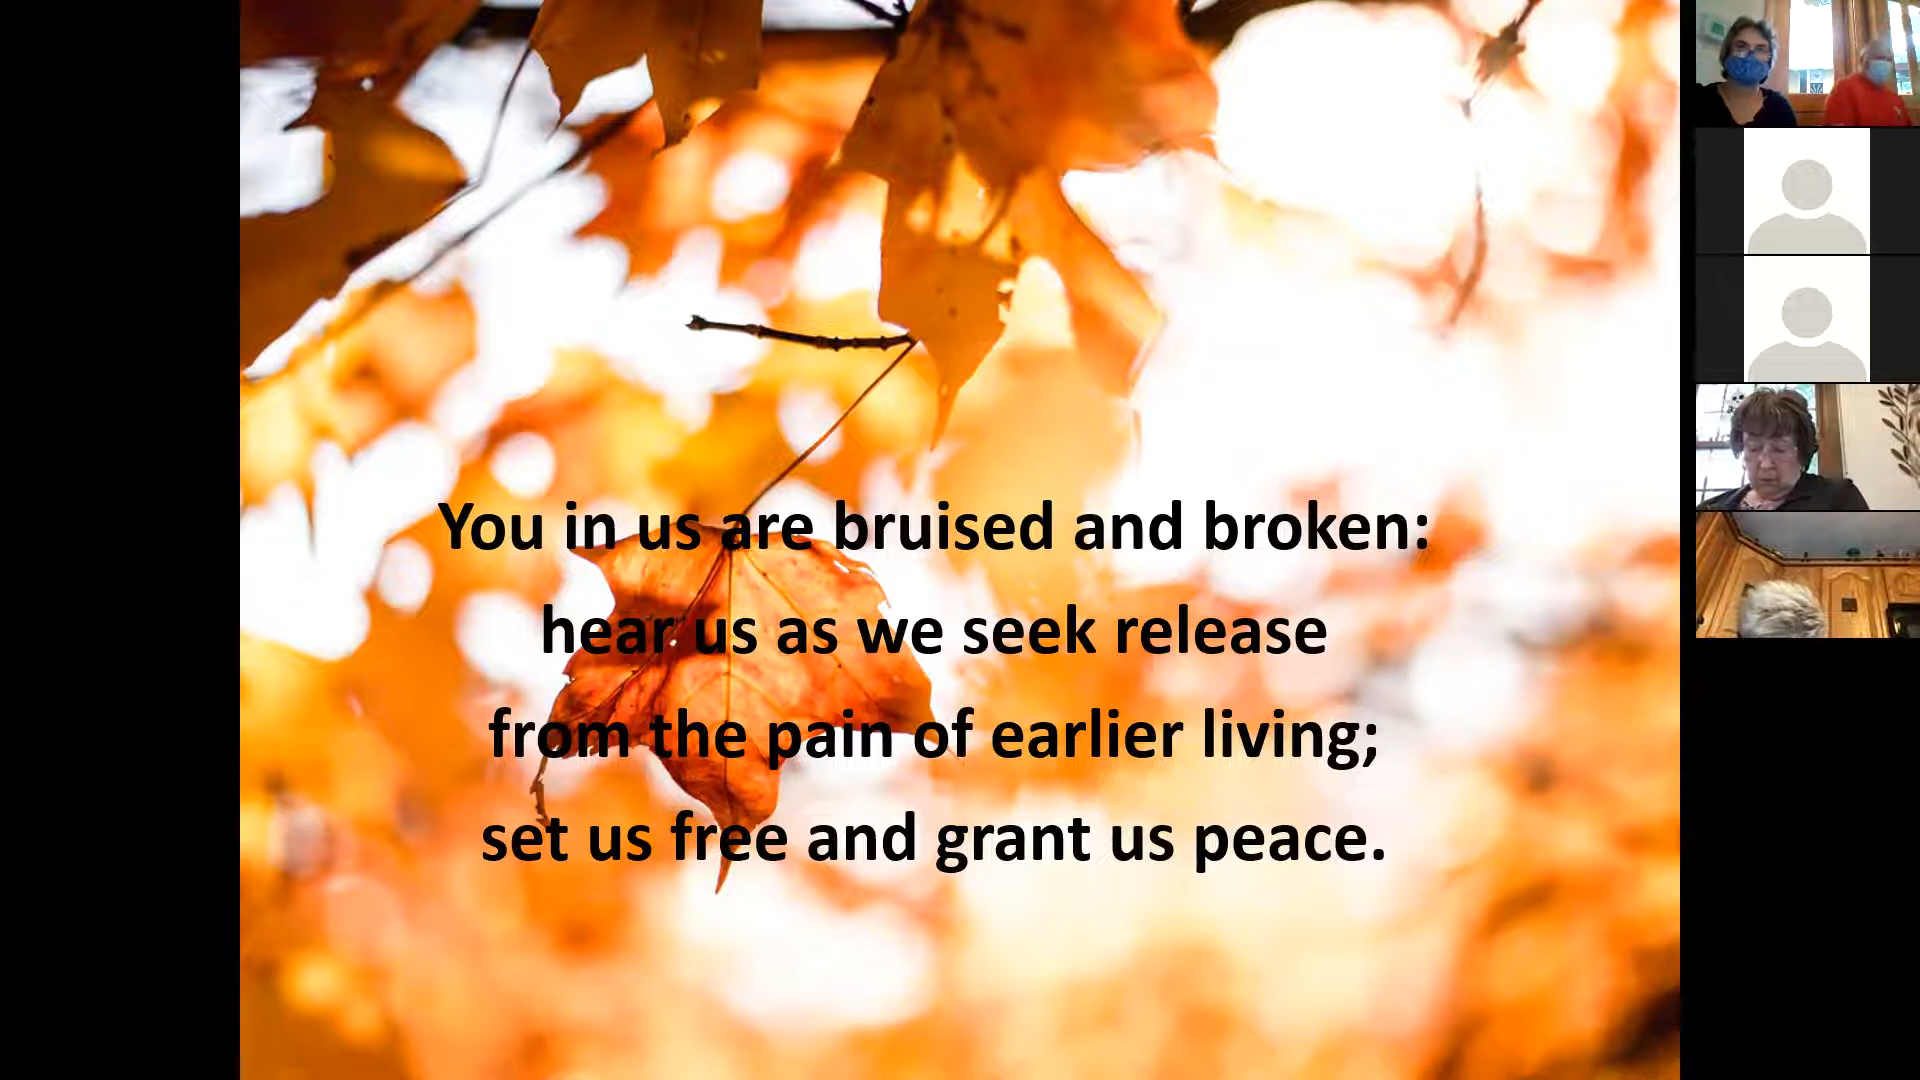 You in us are bruised and broken:
hear us as we seek release
from the pain of earlier living;
set us free and grant us peace.